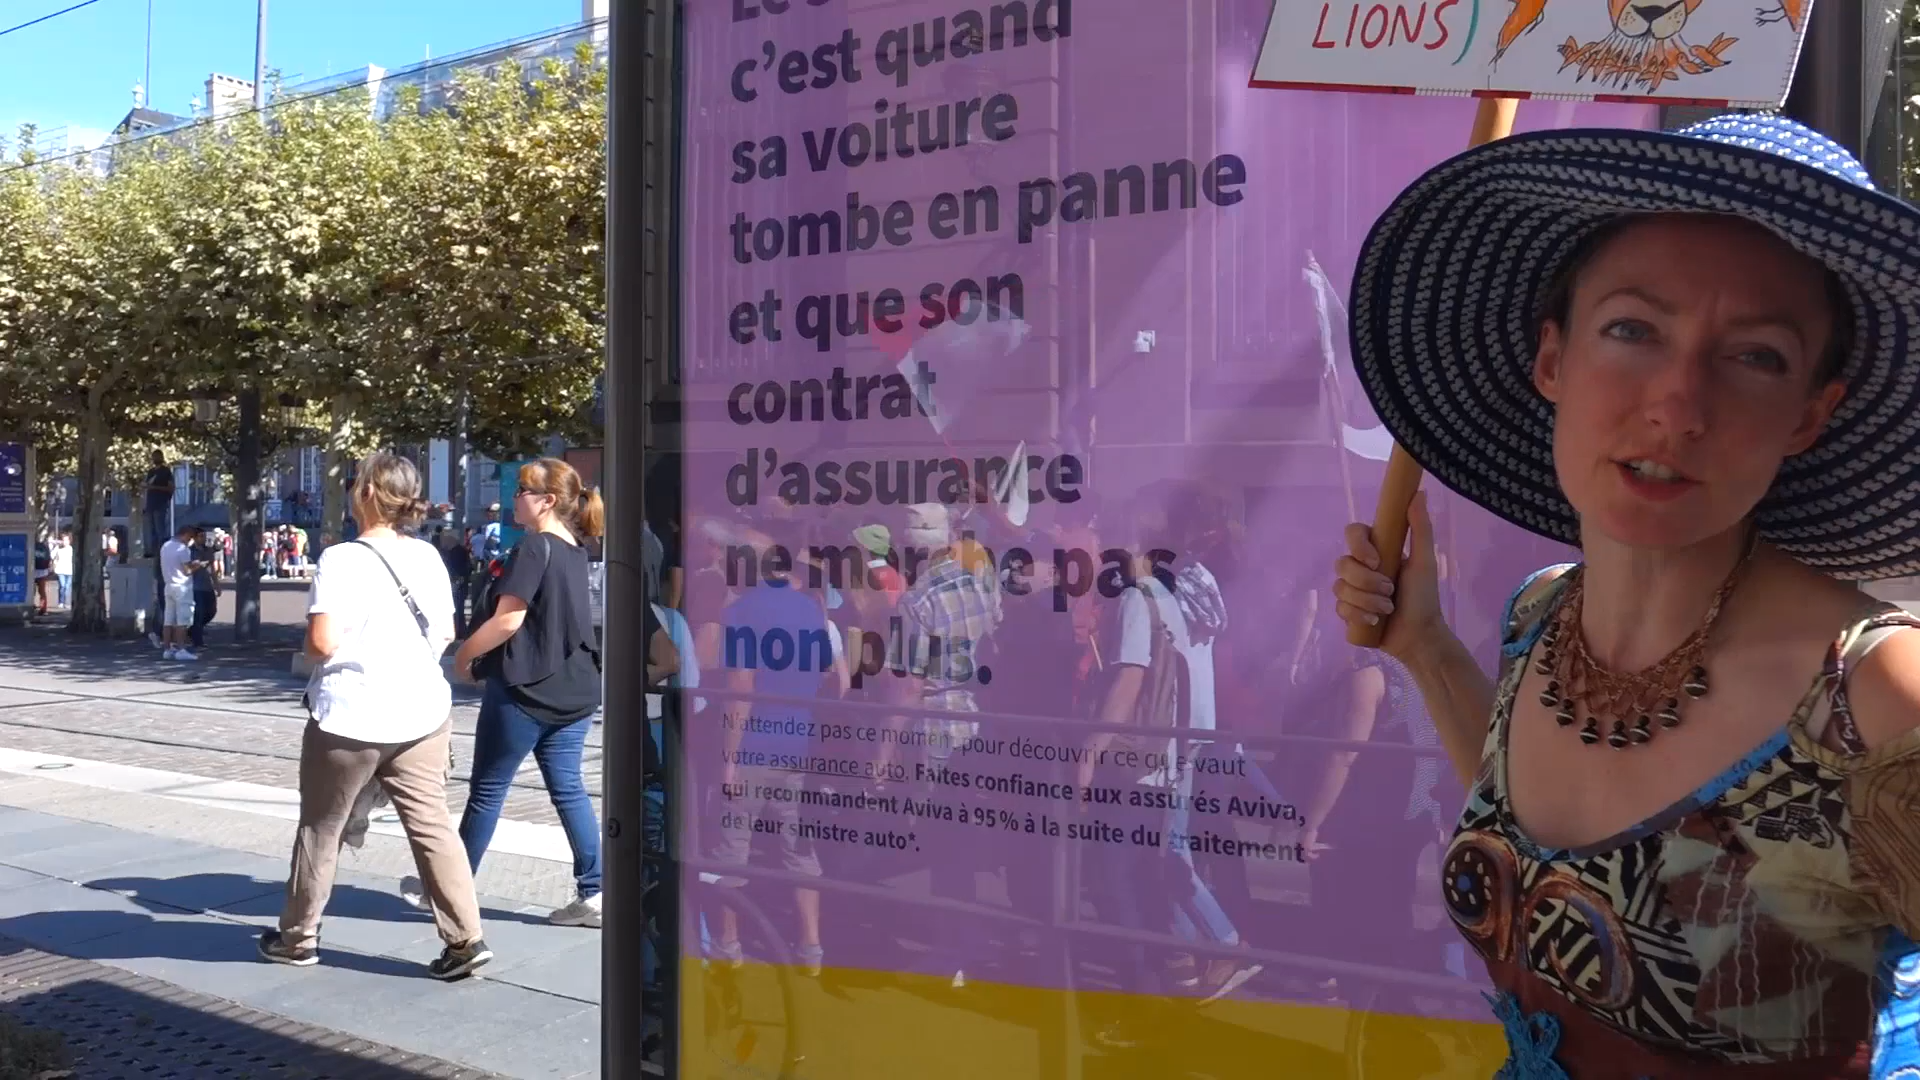 c'est quand
sa voiture
tombe en panne
et que son
contrat
d'assurance
ne marche pas
non plus.
N'attendez pas ce moment pour découvrir ce que vaut
votre assurance auto. Faites confiance aux assurés Aviva,
qui recommandent Aviva à 95% à la suite du traitement
de leur sinistre auto*.
LIONS)